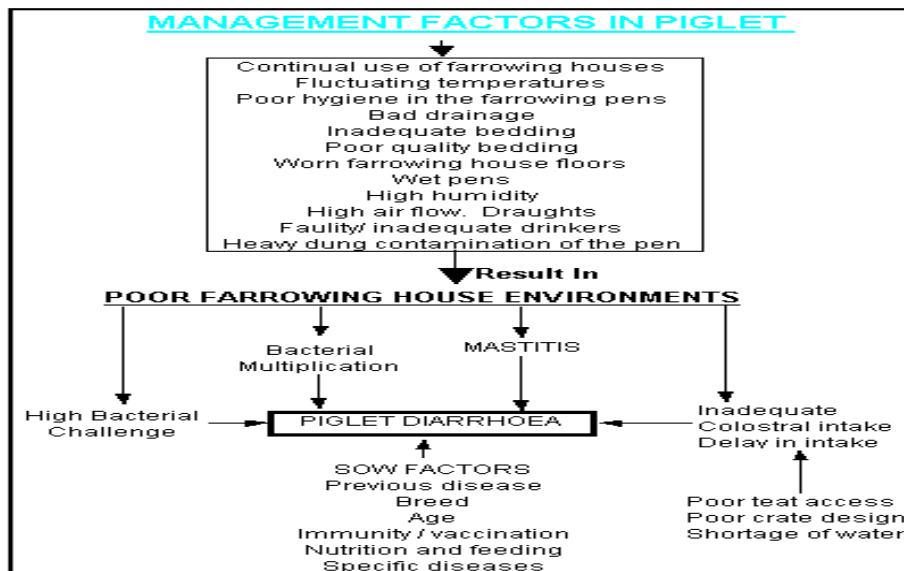 MANAGEMENT FACTORS IN PIGLET
Continual use of farrowing houses
Fluctuating temperatures
Poor hygiene in the farrowing pens
Bad drainage
Inadequate bedding
Poor quality bedding
Worn farrowing house floors
Wet pens
High humidity
High air flow. Draughts
Faulity/ inadequate drinkers
Heavy dung contamination of the pen
Result In
POOR FARROWING HOUSE ENVIRONMENTS
Bacterial
Multiplication
MASTITIS
High Bacterial
Challenge
PIGLET DIARRHOEA
Inadequate
Colostral intake
Delay in intake
SOW FACTORS
Previous disease
Breed
Age
Immunity / vaccination
Nutrition and feeding
Specific diseases
Poor teat access
Poor crate design
Shortage of water